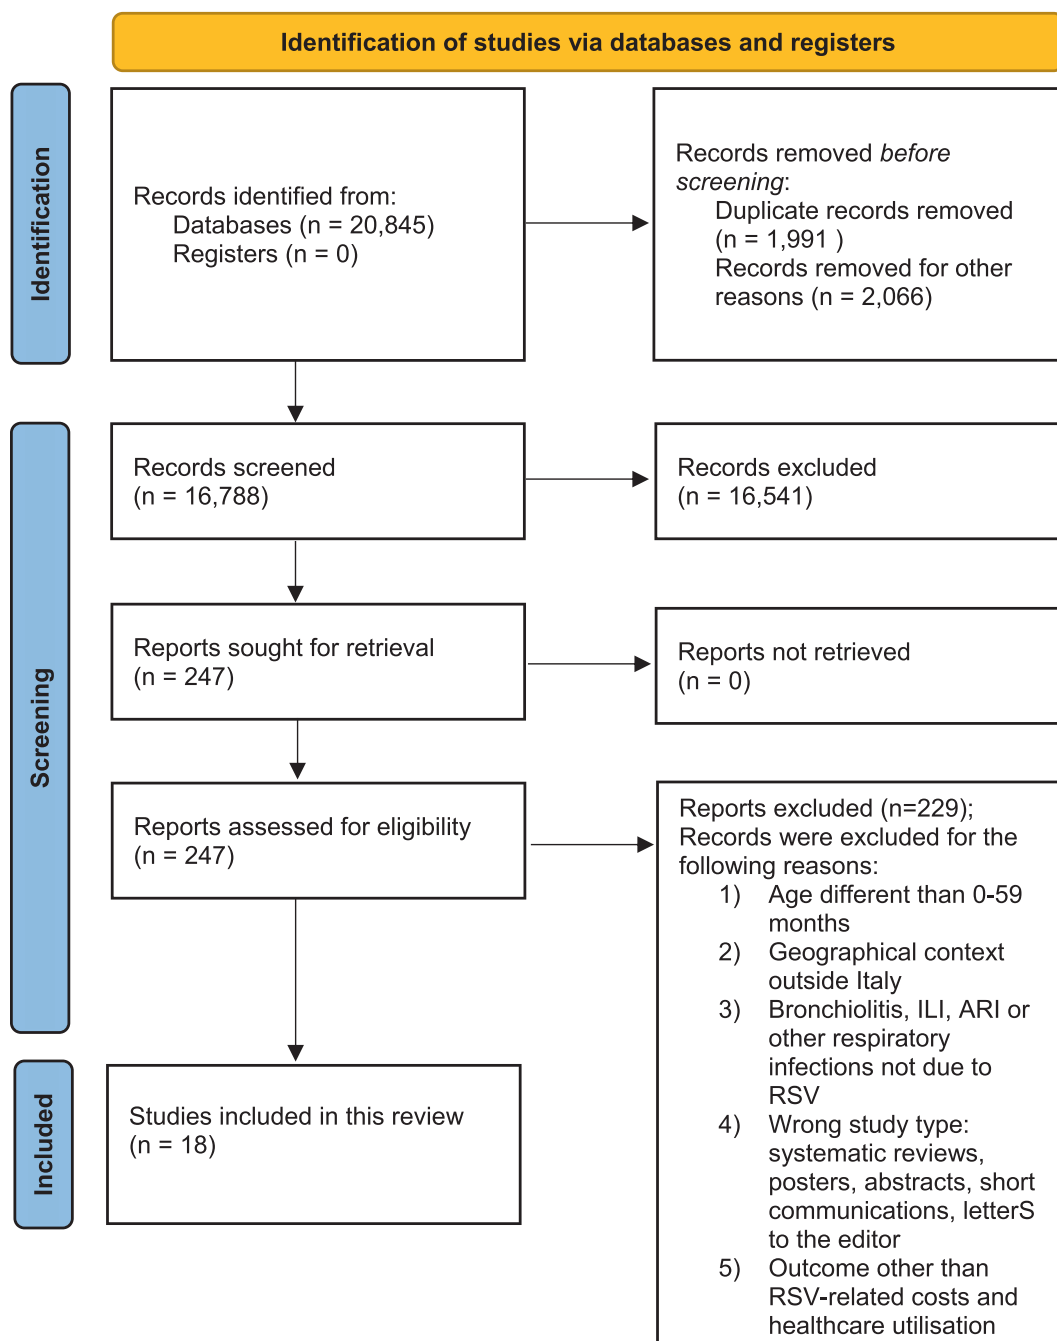 Identification of studies via databases and registers
Identification
Records identified from:
Databases (n = 20,845)
Registers (n = 0)
Records removed before
screening:
Duplicate records removed
(n = 1,991 )
Records removed for other
reasons (n = 2,066)
Screening
Records screened
(n = 16,788)
Records excluded
(n = 16,541)
Reports sought for retrieval
(n = 247)
Reports not retrieved
(n = 0)
Reports assessed for eligibility
(n = 247)
Reports excluded (n=229);
Records were excluded for the
following reasons:
1) Age different than 0-59
months
2) Geographical context
outside Italy
3) Bronchiolitis, ILI, ARI or
other respiratory
infections not due to
RSV
4) Wrong study type:
systematic reviews,
posters, abstracts, short
communications, letterS
to the editor
5) Outcome other than
RSV-related costs and
healthcare utilisation
Included
Studies included in this review
(n = 18)